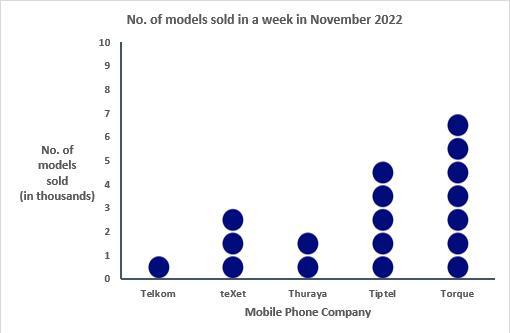 No. of models sold in a week in November 2022
10
9
8
7
6
5
4
3
2
1
0
No. of
models
sold
(in thousands)
Telkom teXet Thuraya Tiptel Torque
Mobile Phone Company